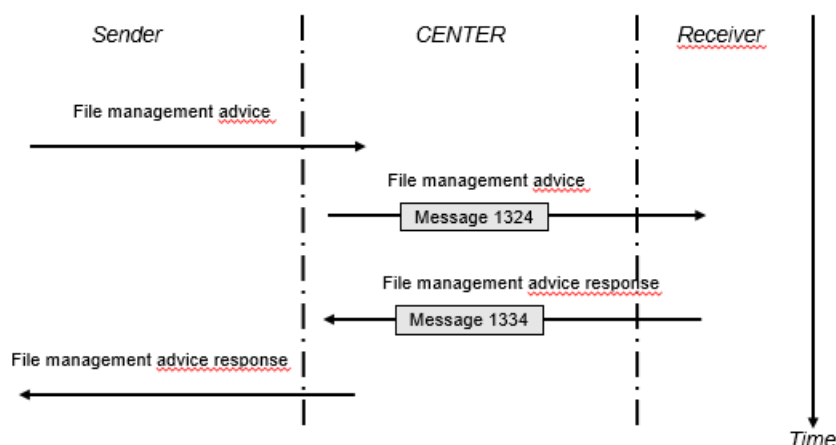 Sender
CENTER
Receiver
File management advice
File management advice
Message 1324
File management advice response
Message 1334
File management advice response
Time